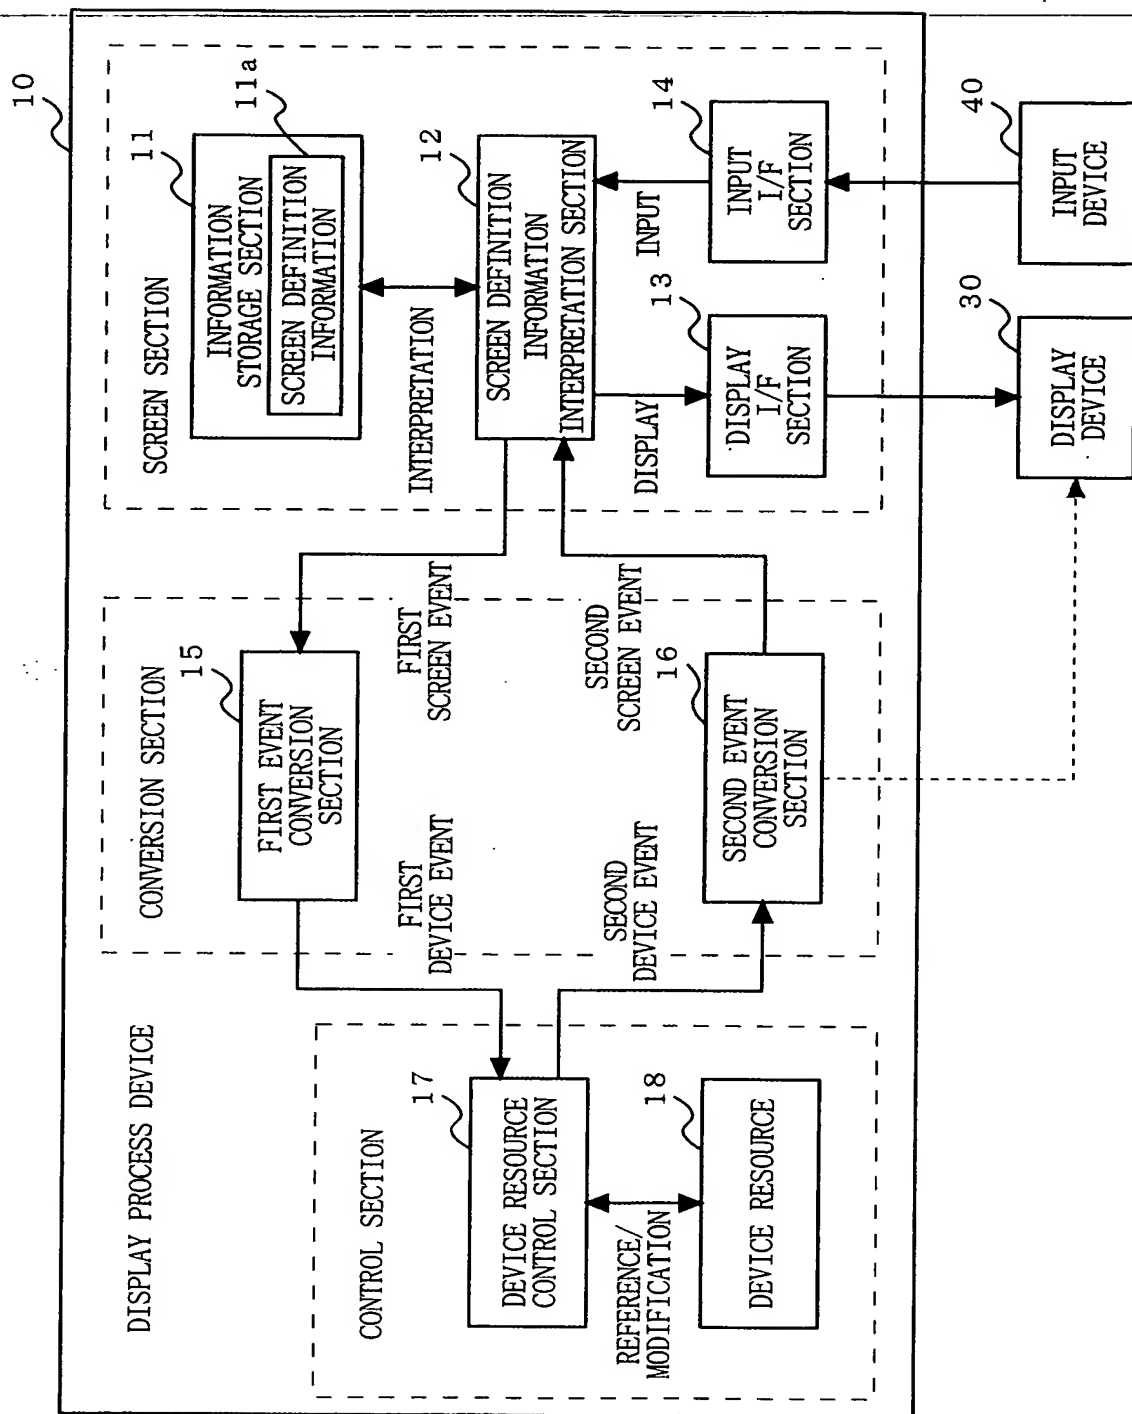 10
DISPLAY PROCESS DEVICE
CONTROL SECTION
17
DEVICE RESOURCE
CONTROL SECTION
REFERENCE/
MODIFICATION
18
DEVICE RESOURCE
CONVERSION SECTION
15
FIRST EVENT
CONVERSION
SECTION
FIRST
DEVICE EVENT
FIRST
SCREEN EVENT
SECOND
DEVICE EVENT
SECOND
SCREEN EVENT
16
SECOND EVENT
CONVERSION
SECTION
SCREEN SECTION
11
INFORMATION
STORAGE SECTION
11a
SCREEN DEFINITION
INFORMATION
INTERPRETATION
12
SCREEN DEFINITION
INFORMATION
INTERPRETATION SECTION
DISPLAY
INPUT
13
DISPLAY
I/F
SECTION
14
INPUT
I/F
SECTION
30
DISPLAY
DEVICE
40
INPUT
DEVICE